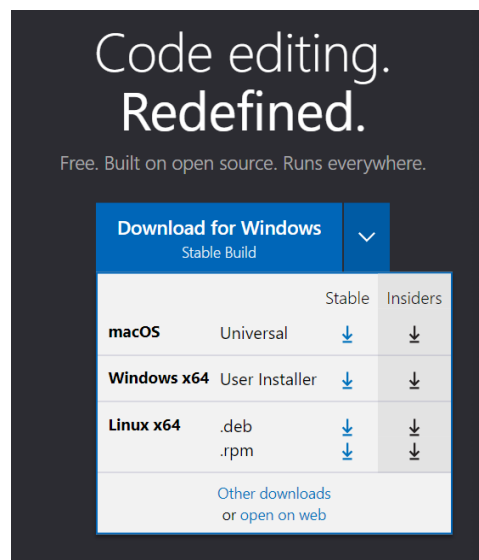 Code editing.
Redefined.
Free. Built on open source. Runs everywhere.
Download for Windows
Stable Build
Stable Insiders
macOS Universal
Windows x64 User Installer
Linux x64 .deb
.rpm
Other downloads
or open on web